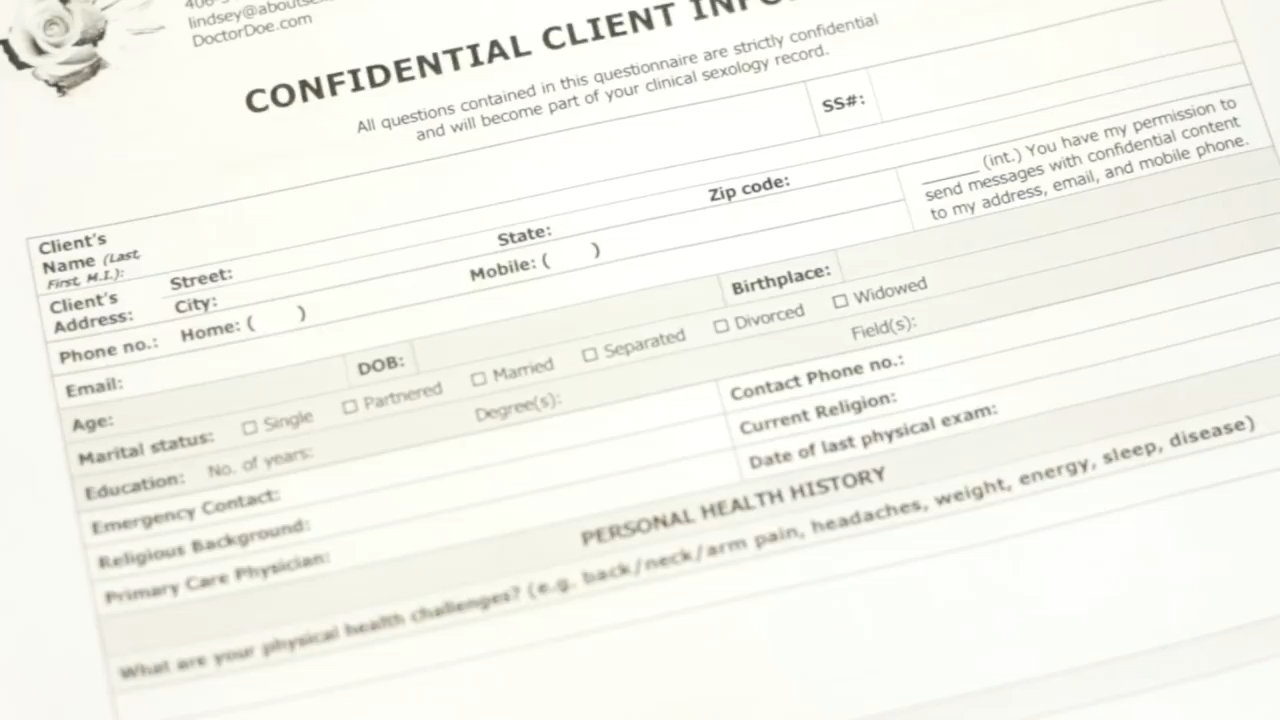 lindsey@abouts
DoctorDoe.com
CONFIDENTIAL CLIENT
All questions contained in this questionnaire are strictly confidential
and will become part of your clinical sexology record.
Client's
Name (Last,
First, M.I.):
SS#:
Client's
Address:
Street:
City:
State:
Zip code:
_____ (int.) You have my permission to
send messages with confidential content
to my address, email, and mobile phone.
Phone no.: Home: ( ) Mobile: ( )
Email:
Age: DOB: Birthplace:
Marital status: ☐ Single ☐ Partnered ☐ Married ☐ Separated ☐ Divorced ☐ Widowed
Education: No. of years: Degree(s): Field(s):
Emergency Contact: Contact Phone no.:
Religious Background: Current Religion:
Primary Care Physician: Date of last physical exam:
PERSONAL HEALTH HISTORY
What are your physical health challenges? (e.g. back/neck/arm pain, headaches, weight, energy, sleep, disease)